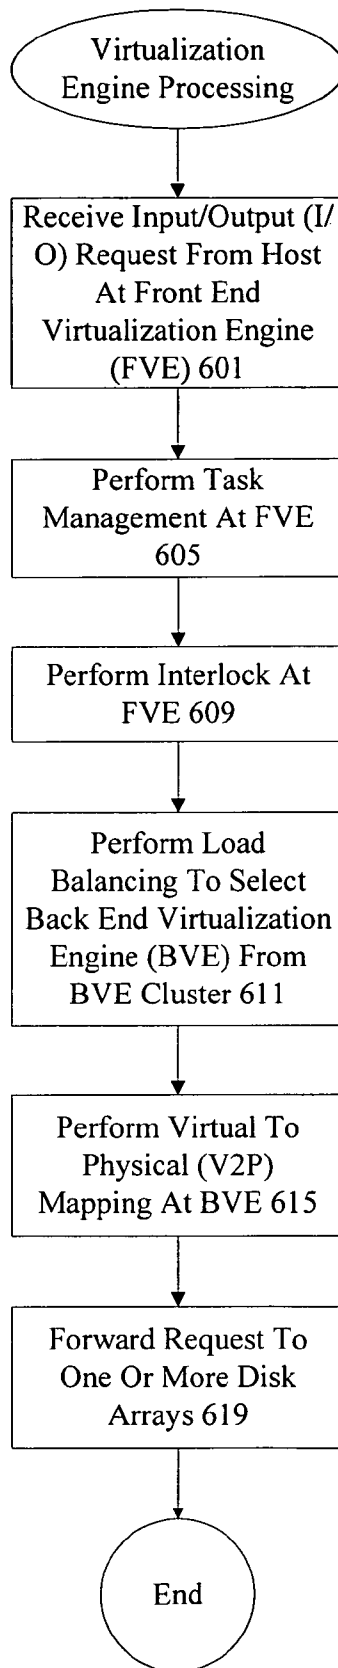 Virtualization
Engine Processing
Receive Input/Output (I/
O) Request From Host
At Front End
Virtualization Engine
(FVE) 601
Perform Task
Management At FVE
605
Perform Interlock At
FVE 609
Perform Load
Balancing To Select
Back End Virtualization
Engine (BVE) From
BVE Cluster 611
Perform Virtual To
Physical (V2P)
Mapping At BVE 615
Forward Request To
One Or More Disk
Arrays 619
End